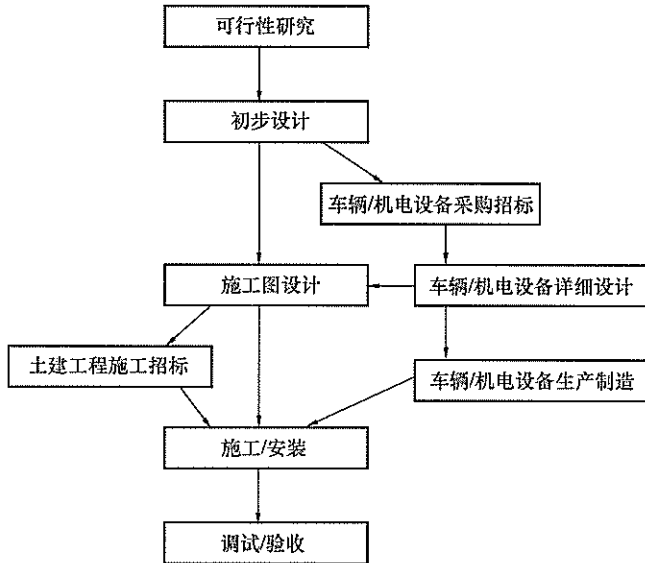 可行性研究
初步设计
车辆/机电设备采购招标
施工图设计
车辆/机电设备详细设计
土建工程施工招标
车辆/机电设备生产制造
施工/安装
调试/验收